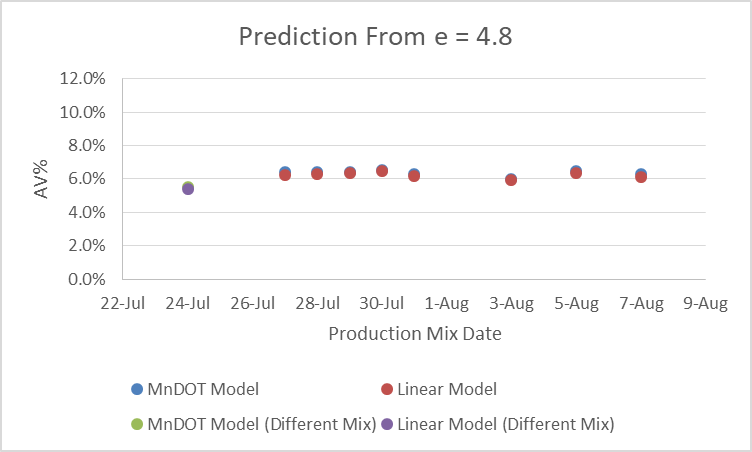 Prediction From e = 4.8
12.0%
10.0%
8.0%
6.0%
4.0%
2.0%
0.0%
AV%
22-Jul 24-Jul 26-Jul 28-Jul 30-Jul 1-Aug 3-Aug 5-Aug 7-Aug 9-Aug
Production Mix Date
MnDOT Model Linear Model
MnDOT Model (Different Mix) Linear Model (Different Mix)